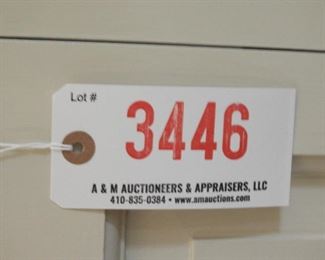 Lot #
3446
A & M AUCTIONEERS & APPRAISERS, LLC
410-835-0384 • www.amauctions.com